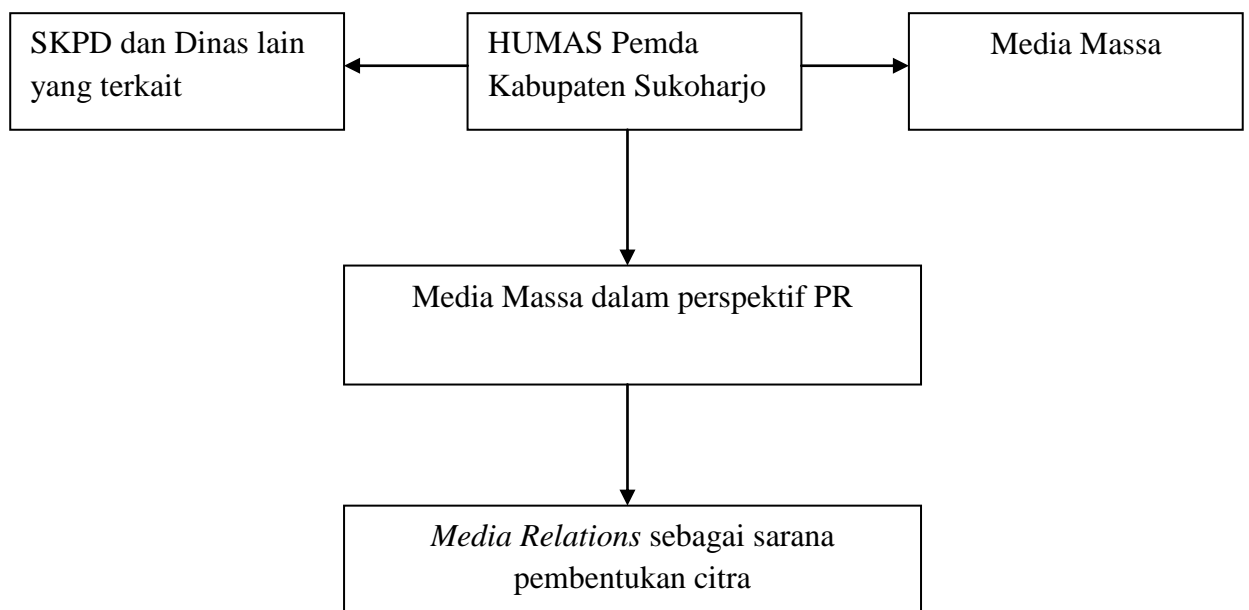 SKPD dan Dinas lain
yang terkait
HUMAS Pemda
Kabupaten Sukoharjo
Media Massa
Media Massa dalam perspektif PR
Media Relations sebagai sarana
pembentukan citra